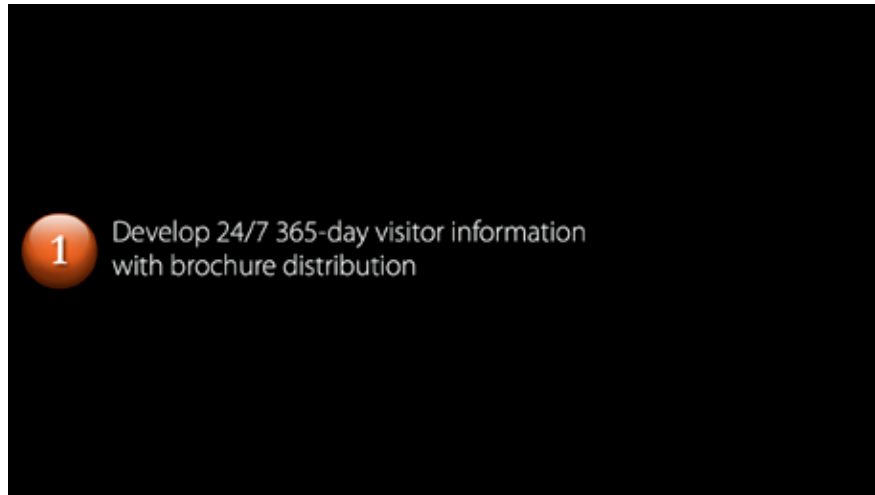 1
Develop 24/7 365-day visitor information
with brochure distribution